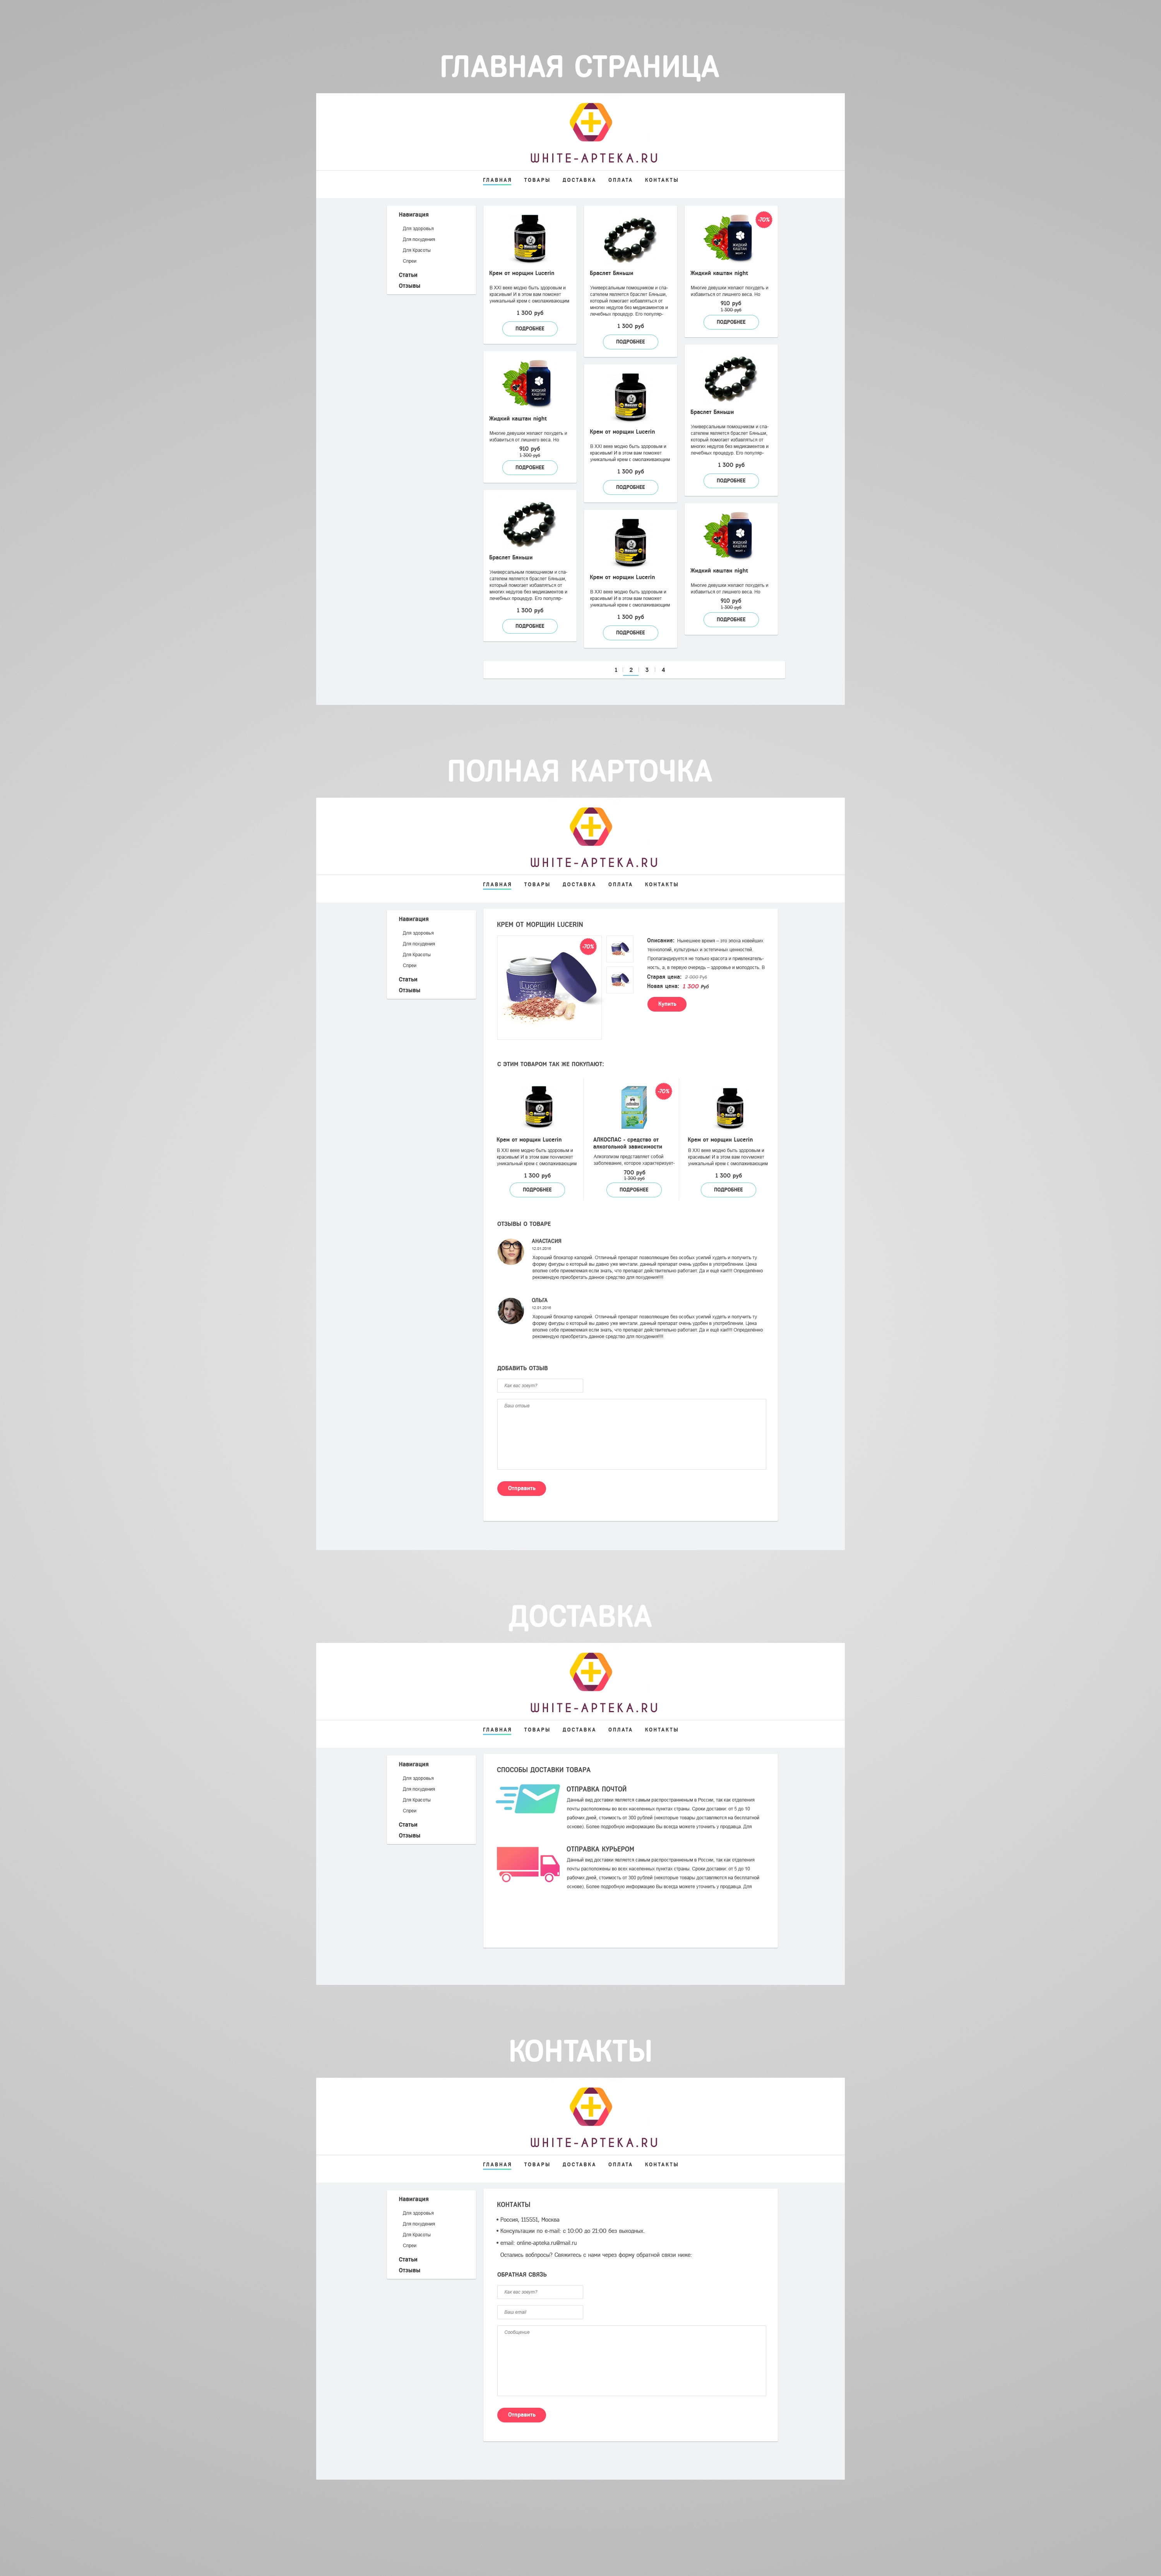 ГЛАВНАЯ СТРАНИЦА
WHITE-APTEKA.RU
ГЛАВНАЯ ТОВАРЫ ДОСТАВКА ОПЛАТА КОНТАКТЫ
Навигация
Для здоровья
Для похудения
Для Красоты
Спреи
Статьи
Отзывы
Крем от морщин Lucerin
В XXI веке модно быть здоровым и
красивым! И в этом вам поможет
уникальный крем с омолаживающим
1 300 руб
ПОДРОБНЕЕ
Жидкий каштан night
Многие девушки желают похудеть и
избавиться от лишнего веса. Но
910 руб
1 300 руб
ПОДРОБНЕЕ
Браслет Бяньши
Универсальным помощником и спа-
сателем является браслет Бяньши,
который помогает избавляться от
многих недугов без медикаментов и
лечебных процедур. Его популяр-
1 300 руб
ПОДРОБНЕЕ
Браслет Бяньши
Универсальным помощником и спа-
сателем является браслет Бяньши,
который помогает избавляться от
многих недугов без медикаментов и
лечебных процедур. Его популяр-
1 300 руб
ПОДРОБНЕЕ
Крем от морщин Lucerin
В XXI веке модно быть здоровым и
красивым! И в этом вам поможет
уникальный крем с омолаживающим
1 300 руб
ПОДРОБНЕЕ
Крем от морщин Lucerin
В XXI веке модно быть здоровым и
красивым! И в этом вам поможет
уникальный крем с омолаживающим
1 300 руб
ПОДРОБНЕЕ
-70%
ЖИДКИЙ
КАШТАН
Жидкий каштан night
Многие девушки желают похудеть и
избавиться от лишнего веса. Но
910 руб
1 300 руб
ПОДРОБНЕЕ
Браслет Бяньши
Универсальным помощником и спа-
сателем является браслет Бяньши,
который помогает избавляться от
многих недугов без медикаментов и
лечебных процедур. Его популяр-
1 300 руб
ПОДРОБНЕЕ
Жидкий каштан night
Многие девушки желают похудеть и
избавиться от лишнего веса. Но
910 руб
1 300 руб
ПОДРОБНЕЕ
1 2 3 4
ПОЛНАЯ КАРТОЧКА
WHITE-APTEKA.RU
ГЛАВНАЯ ТОВАРЫ ДОСТАВКА ОПЛАТА КОНТАКТЫ
Навигация
Для здоровья
Для похудения
Для Красоты
Спреи
Статьи
Отзывы
КРЕМ ОТ МОРЩИН LUCERIN
-70%
Описание: Нынешнее время – это эпоха новейших
технологий, культурных и эстетичных ценностей.
Пропагандируется не только красота и привлекатель-
ность, а, в первую очередь – здоровье и молодость. В
Старая цена: 2 000 Руб
Новая цена: 1 300 Руб
Купить
С ЭТИМ ТОВАРОМ ТАК ЖЕ ПОКУПАЮТ:
Крем от морщин Lucerin
В XXI веке модно быть здоровым и
красивым! И в этом вам поможет
уникальный крем с омолаживающим
1 300 руб
ПОДРОБНЕЕ
-70%
АЛКОСПАС - средство от
алкогольной зависимости
Алкоголизм представляет собой
заболевание, которое характеризует-
700 руб
1 300 руб
ПОДРОБНЕЕ
Крем от морщин Lucerin
В XXI веке модно быть здоровым и
красивым! И в этом вам поможет
уникальный крем с омолаживающим
1 300 руб
ПОДРОБНЕЕ
ОТЗЫВЫ О ТОВАРЕ
АНАСТАСИЯ
12.01.2016
Хороший блокатор калорий. Отличный препарат позволяющие без особых усилий худеть и получить ту
форму фигуры о который вы давно уже мечтали. данный препарат очень удобен в употреблении. Цена
вполне себе приемлемая если знать, что препарат действительно работает. Да и ещё как!!!! Определённо
рекомендую приобретать данное средство для похудения!!!!
ОЛЬГА
12.01.2016
Хороший блокатор калорий. Отличный препарат позволяющие без особых усилий худеть и получить ту
форму фигуры о который вы давно уже мечтали. данный препарат очень удобен в употреблении. Цена
вполне себе приемлемая если знать, что препарат действительно работает. Да и ещё как!!!! Определённо
рекомендую приобретать данное средство для похудения!!!!
ДОБАВИТЬ ОТЗЫВ
Как вас зовут?
Ваш отзыв
Отправить
ДОСТАВКА
WHITE-APTEKA.RU
ГЛАВНАЯ ТОВАРЫ ДОСТАВКА ОПЛАТА КОНТАКТЫ
Навигация
Для здоровья
Для похудения
Для Красоты
Спреи
Статьи
Отзывы
СПОСОБЫ ДОСТАВКИ ТОВАРА
ОТПРАВКА ПОЧТОЙ
Данный вид доставки является самым распространенным в России, так как отделения
почты расположены во всех населенных пунктах страны. Сроки доставки: от 5 до 10
рабочих дней, стоимость от 300 рублей (некоторые товары доставляются на бесплатной
основе). Более подробную информацию Вы всегда можете уточнить у продавца. Для
ОТПРАВКА КУРЬЕРОМ
Данный вид доставки является самым распространенным в России, так как отделения
почты расположены во всех населенных пунктах страны. Сроки доставки: от 5 до 10
рабочих дней, стоимость от 300 рублей (некоторые товары доставляются на бесплатной
основе). Более подробную информацию Вы всегда можете уточнить у продавца. Для
КОНТАКТЫ
WHITE-APTEKA.RU
ГЛАВНАЯ ТОВАРЫ ДОСТАВКА ОПЛАТА КОНТАКТЫ
Навигация
Для здоровья
Для похудения
Для Красоты
Спреи
Статьи
Отзывы
КОНТАКТЫ
• Россия, 115551, Москва
• Консультации по e-mail: с 10:00 до 21:00 без выходных.
• email: online-apteka.ru@mail.ru
Остались вобпросы? Свяжитесь с нами через форму обратной связи ниже:
ОБРАТНАЯ СВЯЗЬ
Как вас зовут?
Ваш email
Сообщение
Отправить